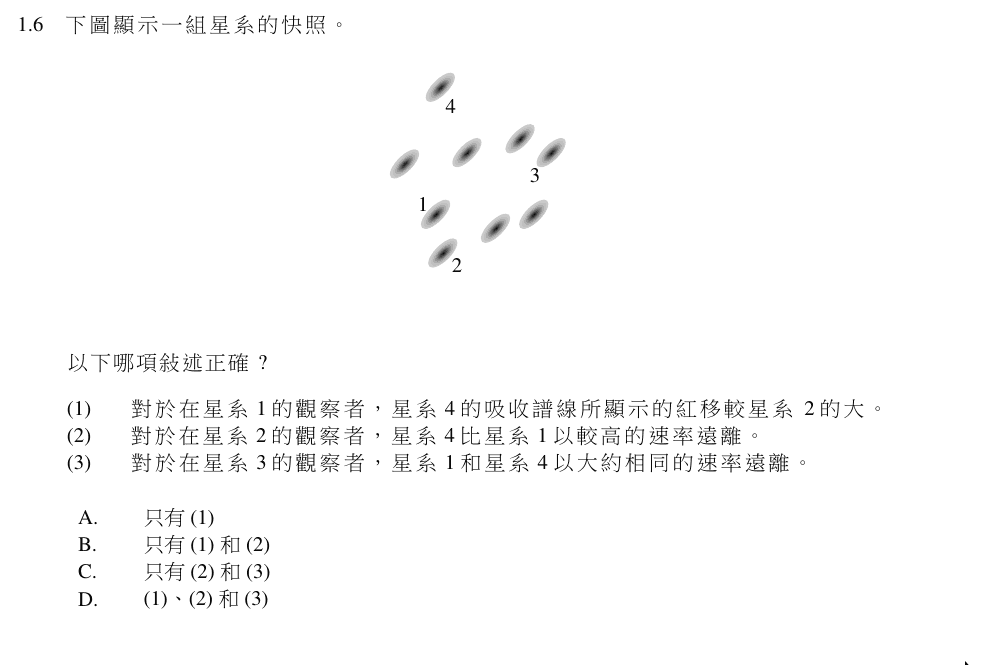 1.6 下圖顯示一組星系的快照。
4
3
1
2
以下哪項敍述正確？
(1) 對於在星系 1 的觀察者，星系 4 的吸收譜線所顯示的紅移較星系 2 的大。
(2) 對於在星系 2 的觀察者，星系 4 比星系 1 以較高的速率遠離。
(3) 對於在星系 3 的觀察者，星系 1 和星系 4 以大約相同的速率遠離。
A. 只有 (1)
B. 只有 (1) 和 (2)
C. 只有 (2) 和 (3)
D. (1)、(2) 和 (3)